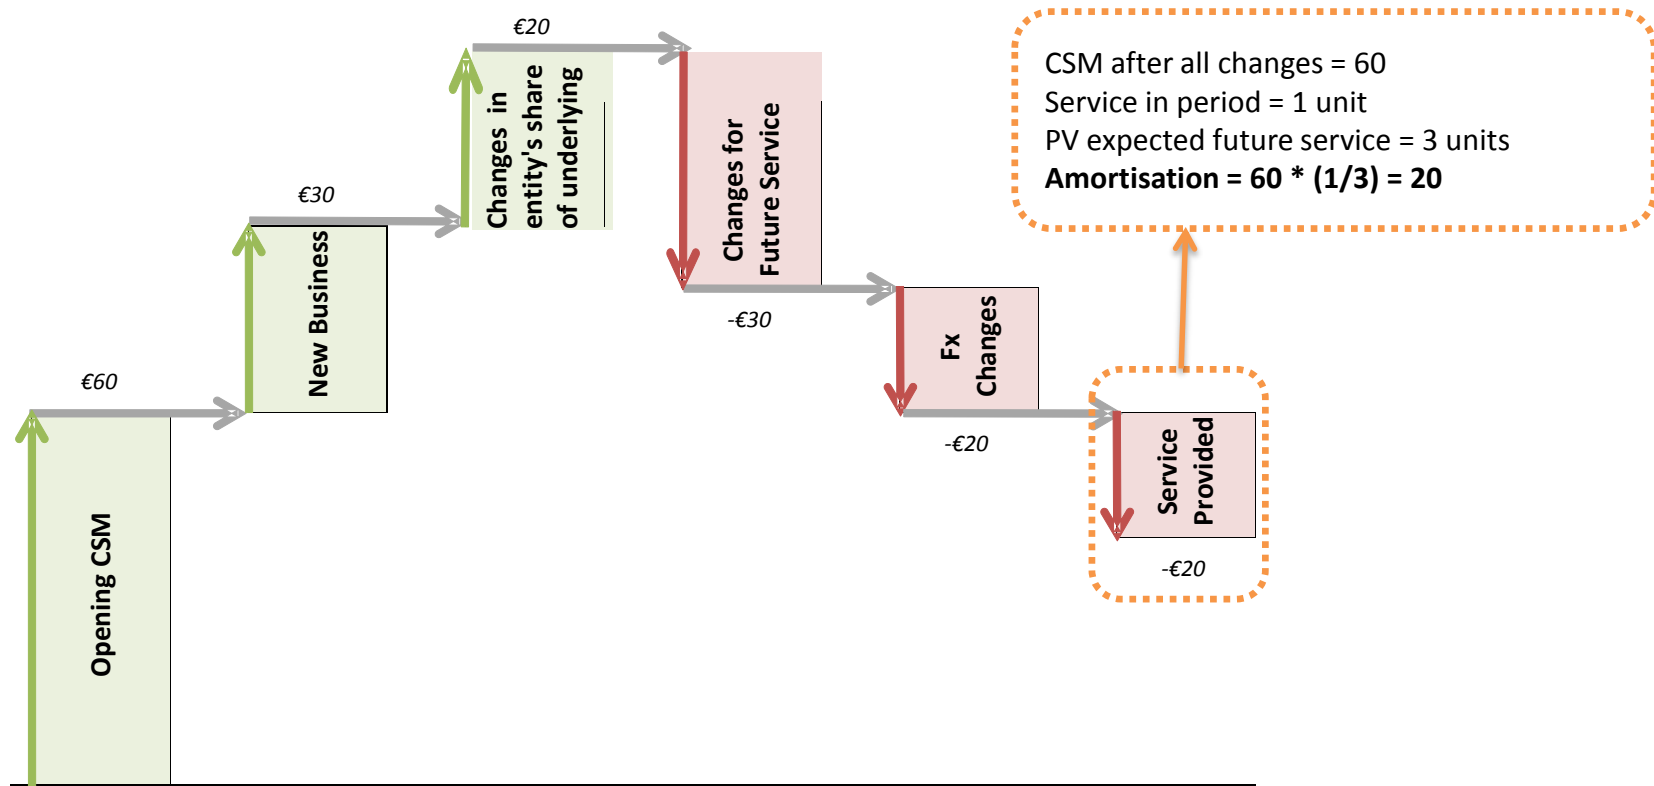 €60
Opening CSM
€30
New Business
€20
Changes in
entity's share
of underlying
-€30
Changes for
Future Service
-€20
Fx
Changes
-€20
Service
Provided
CSM after all changes = 60
Service in period = 1 unit
PV expected future service = 3 units
Amortisation = 60 * (1/3) = 20